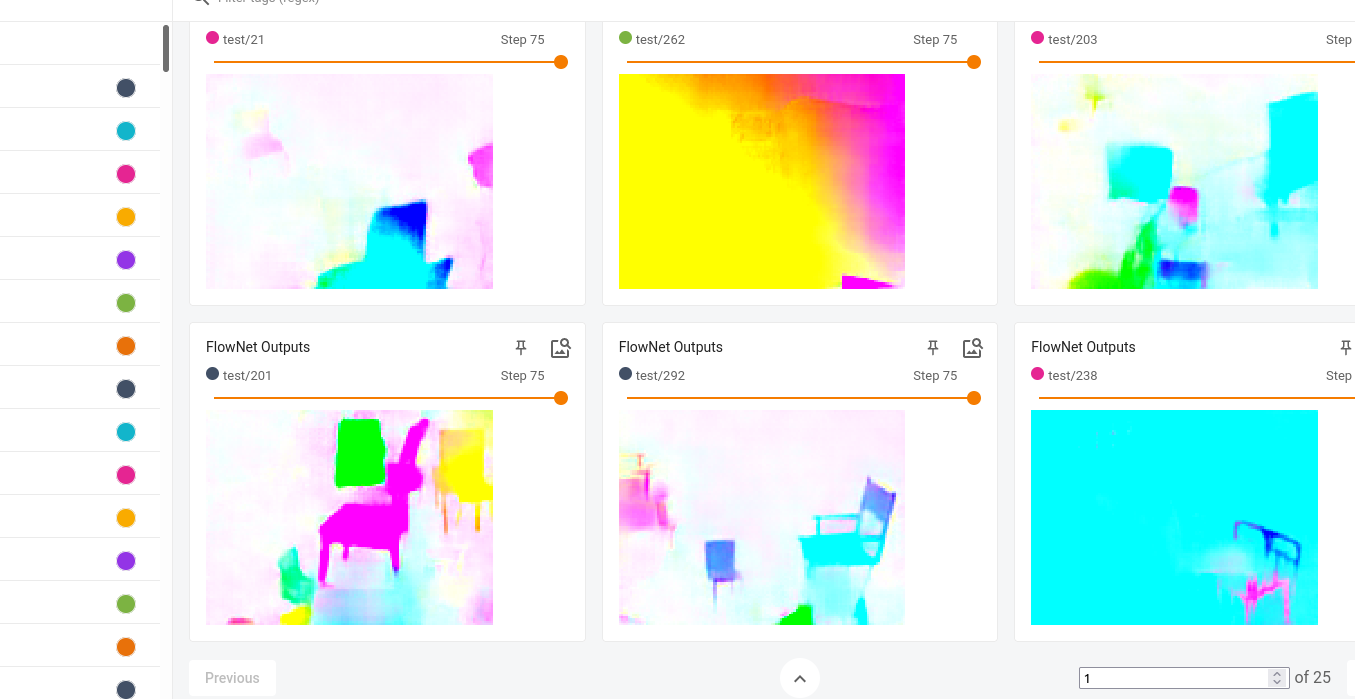 Filter tags (regex)
test/21 Step 75
test/262 Step 75
test/203 Step
FlowNet Outputs
test/201 Step 75
FlowNet Outputs
test/292 Step 75
FlowNet Outputs
test/238 Step
Previous
1 of 25